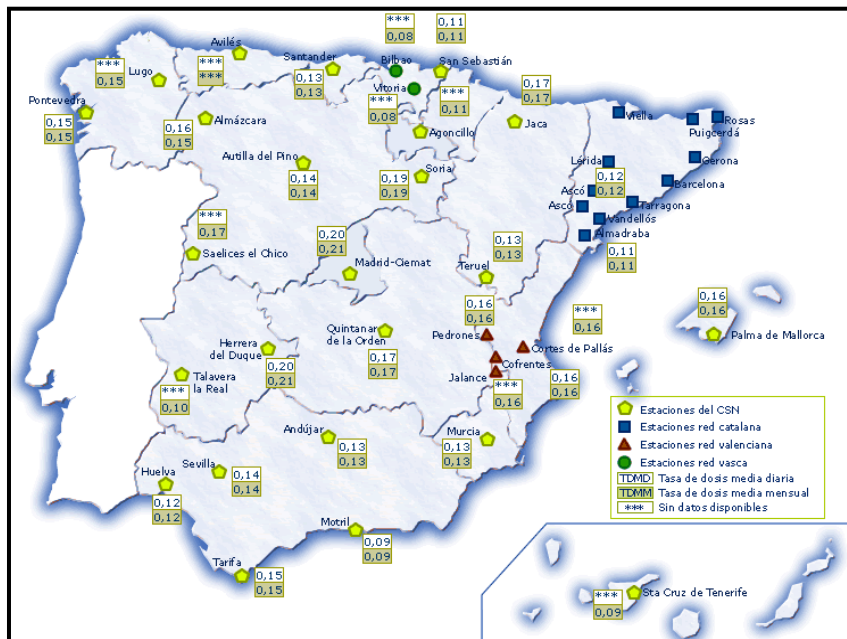 ***
0,08
0,11
0,11
Avilés
Santander
Bilbao
San Sebastián
***
0,15
Lugo
***
***
0,13
0,13
Vitoria
***
0,11
0,17
0,17
Pontevedra
0,15
0,15
0,16
0,15
Almázcara
***
0,08
Agoncillo
Jaca
Viella
Rosas
Puigcerdá
Autilla del Pino
0,14
0,14
Soria
0,19
0,19
Lérida
0,12
0,12
Gerona
Barcelona
Ascó
Ascó
Tarragona
Vandellós
Almadraba
0,11
0,11
***
0,17
Saelices el Chico
0,20
0,21
Madrid-Ciemat
0,13
0,13
Teruel
0,16
0,16
Pedrones
***
0,16
0,16
0,16
Palma de Mallorca
Quintanar
de la Orden
0,17
0,17
Cortes de Pallás
Cofrentes
Jalance
***
0,16
0,16
0,16
Herrera
del Duque
0,20
0,21
Talavera
la Real
***
0,10
Andújar
0,13
0,13
Murcia
0,13
0,13
Sevilla
0,14
0,14
Huelva
0,12
0,12
Motril
0,09
0,09
Tarifa
0,15
0,15
Estaciones del CSN
Estaciones red catalana
Estaciones red valenciana
Estaciones red vasca
TDMD Tasa de dosis media diaria
TDMM Tasa de dosis media mensual
*** Sin datos disponibles
***
0,09
Sta Cruz de Tenerife